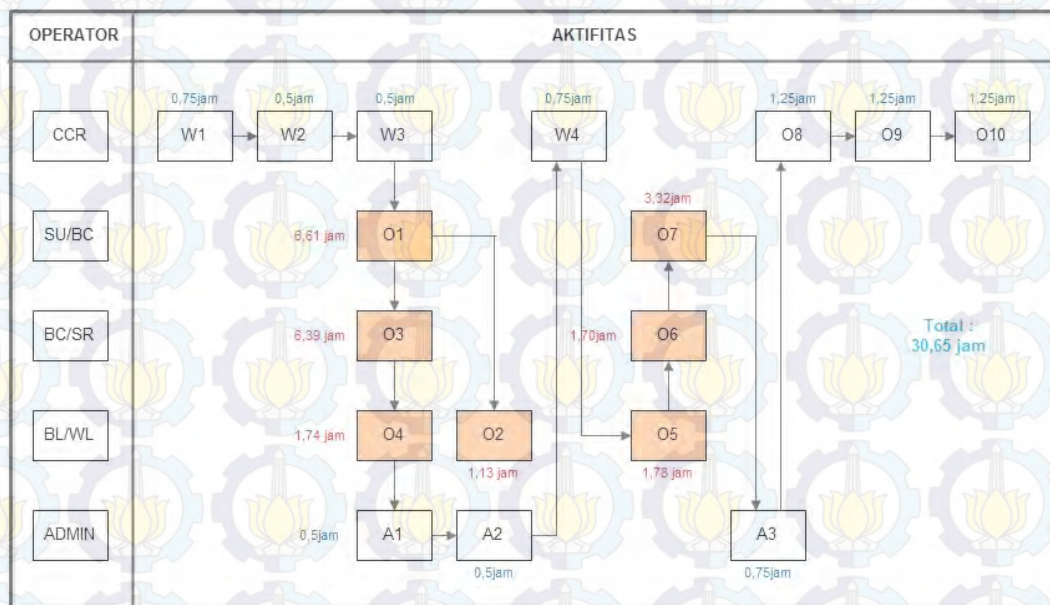 OPERATOR
AKTIFITAS
0,75jam
0,5jam
0,5jam
0,75jam
1,25jam
1,25jam
1,25jam
CCR
W1
W2
W3
W4
O8
O9
O10
3,32jam
SU/BC
6,61 jam
O1
O7
BC/SR
6,39 jam
O3
1,70jam
O6
Total :
30,65 jam
BL/WL
1,74 jam
O4
O2
O5
1,13 jam
1,78 jam
ADMIN
0,5jam
A1
A2
A3
0,5jam
0,75jam